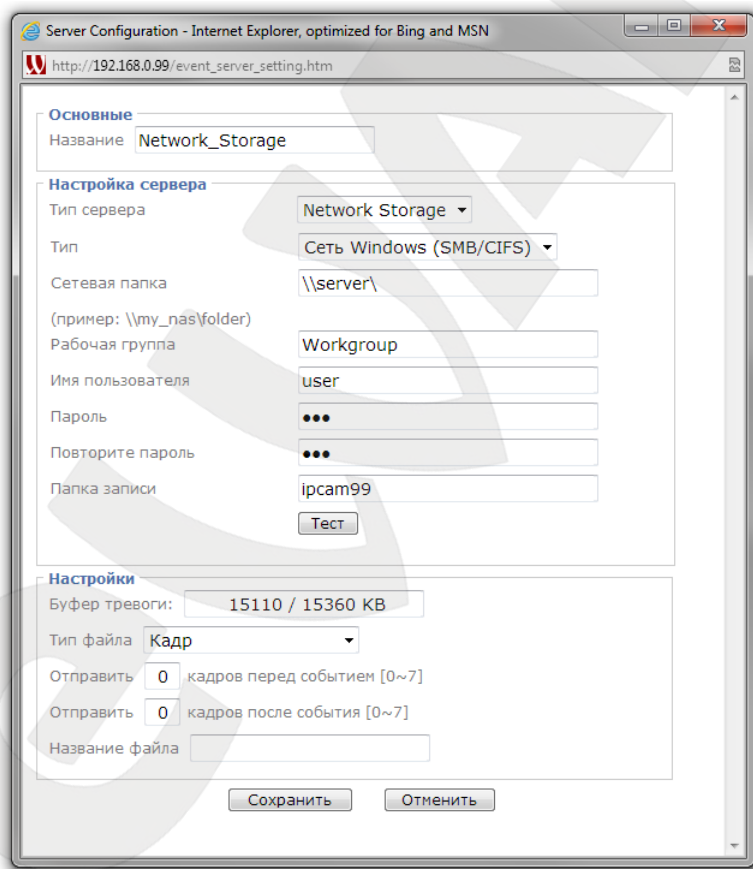 Server Configuration - Internet Explorer, optimized for Bing and MSN
http://192.168.0.99/event_server_setting.htm
Основные
Название Network_Storage
Настройка сервера
Тип сервера Network Storage
Тип Сеть Windows (SMB/CIFS)
Сетевая папка \\server\
(пример: \\my_nas\folder)
Рабочая группа Workgroup
Имя пользователя user
Пароль •••
Повторите пароль •••
Папка записи ipcam99
Тест
Настройки
Буфер тревоги: 15110 / 15360 KB
Тип файла Кадр
Отправить 0 кадров перед событием [0~7]
Отправить 0 кадров после события [0~7]
Название файла
Сохранить Отменить